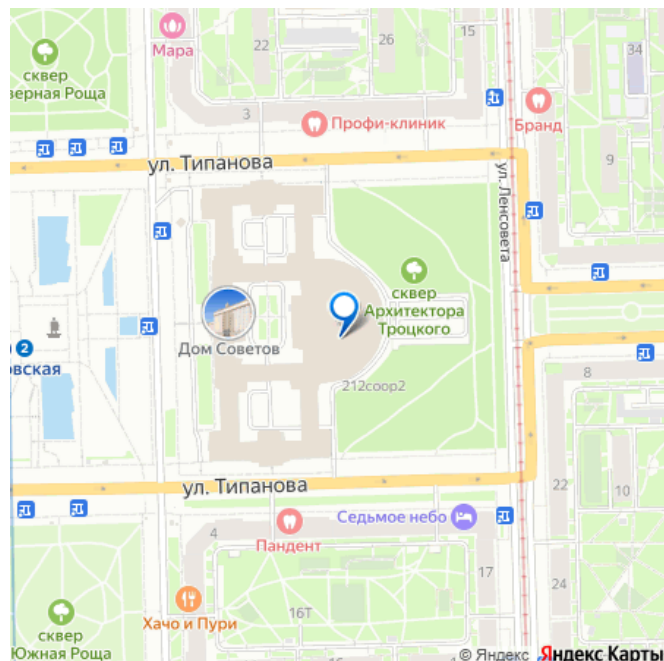 Мара
22
26
15
34
сквер
верная Роща
3
Профи-клиник
Бранд
9
ул. Типанова
ул. Ленсовета
сквер
Архитектора
Троцкого
Дом Советов
2
овская
212соор2
8
ул. Типанова
22
10
Седьмое небо
4
Пандент
17
24
16Т
Хачо и Пури
сквер
Южная Роща
© Яндекс Яндекс Карты